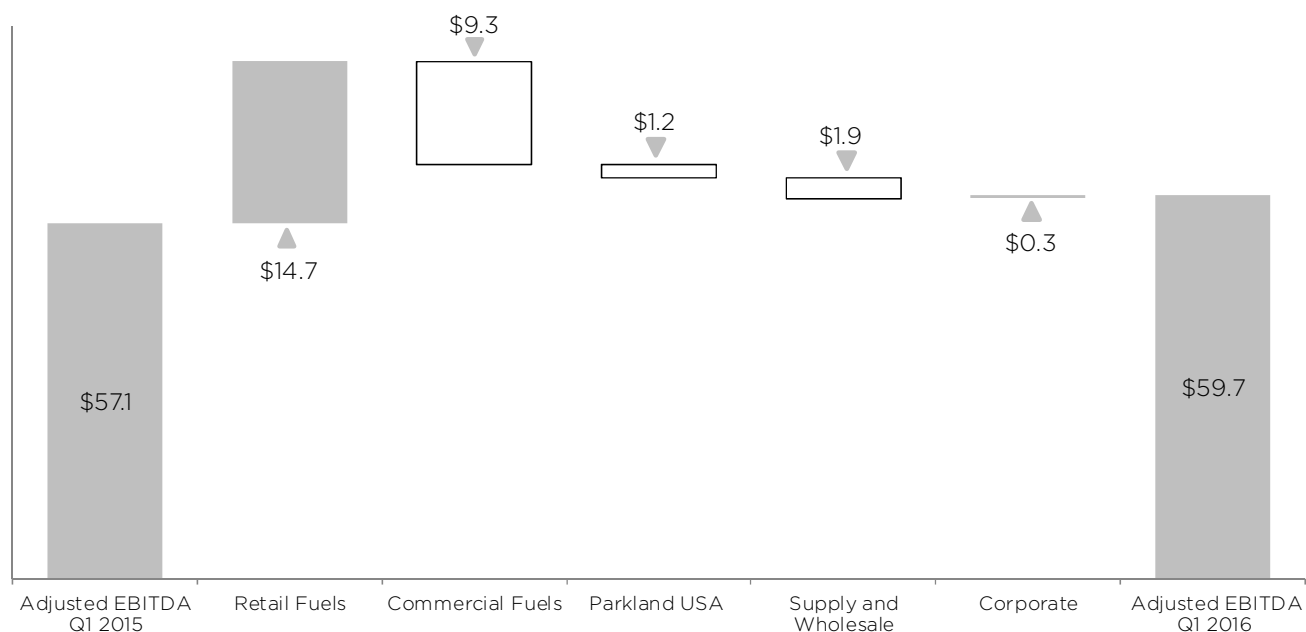 $9.3
$1.2
$1.9
$14.7
$0.3
$57.1
$59.7
Adjusted EBITDA
Q1 2015
Retail Fuels
Commercial Fuels
Parkland USA
Supply and
Wholesale
Corporate
Adjusted EBITDA
Q1 2016